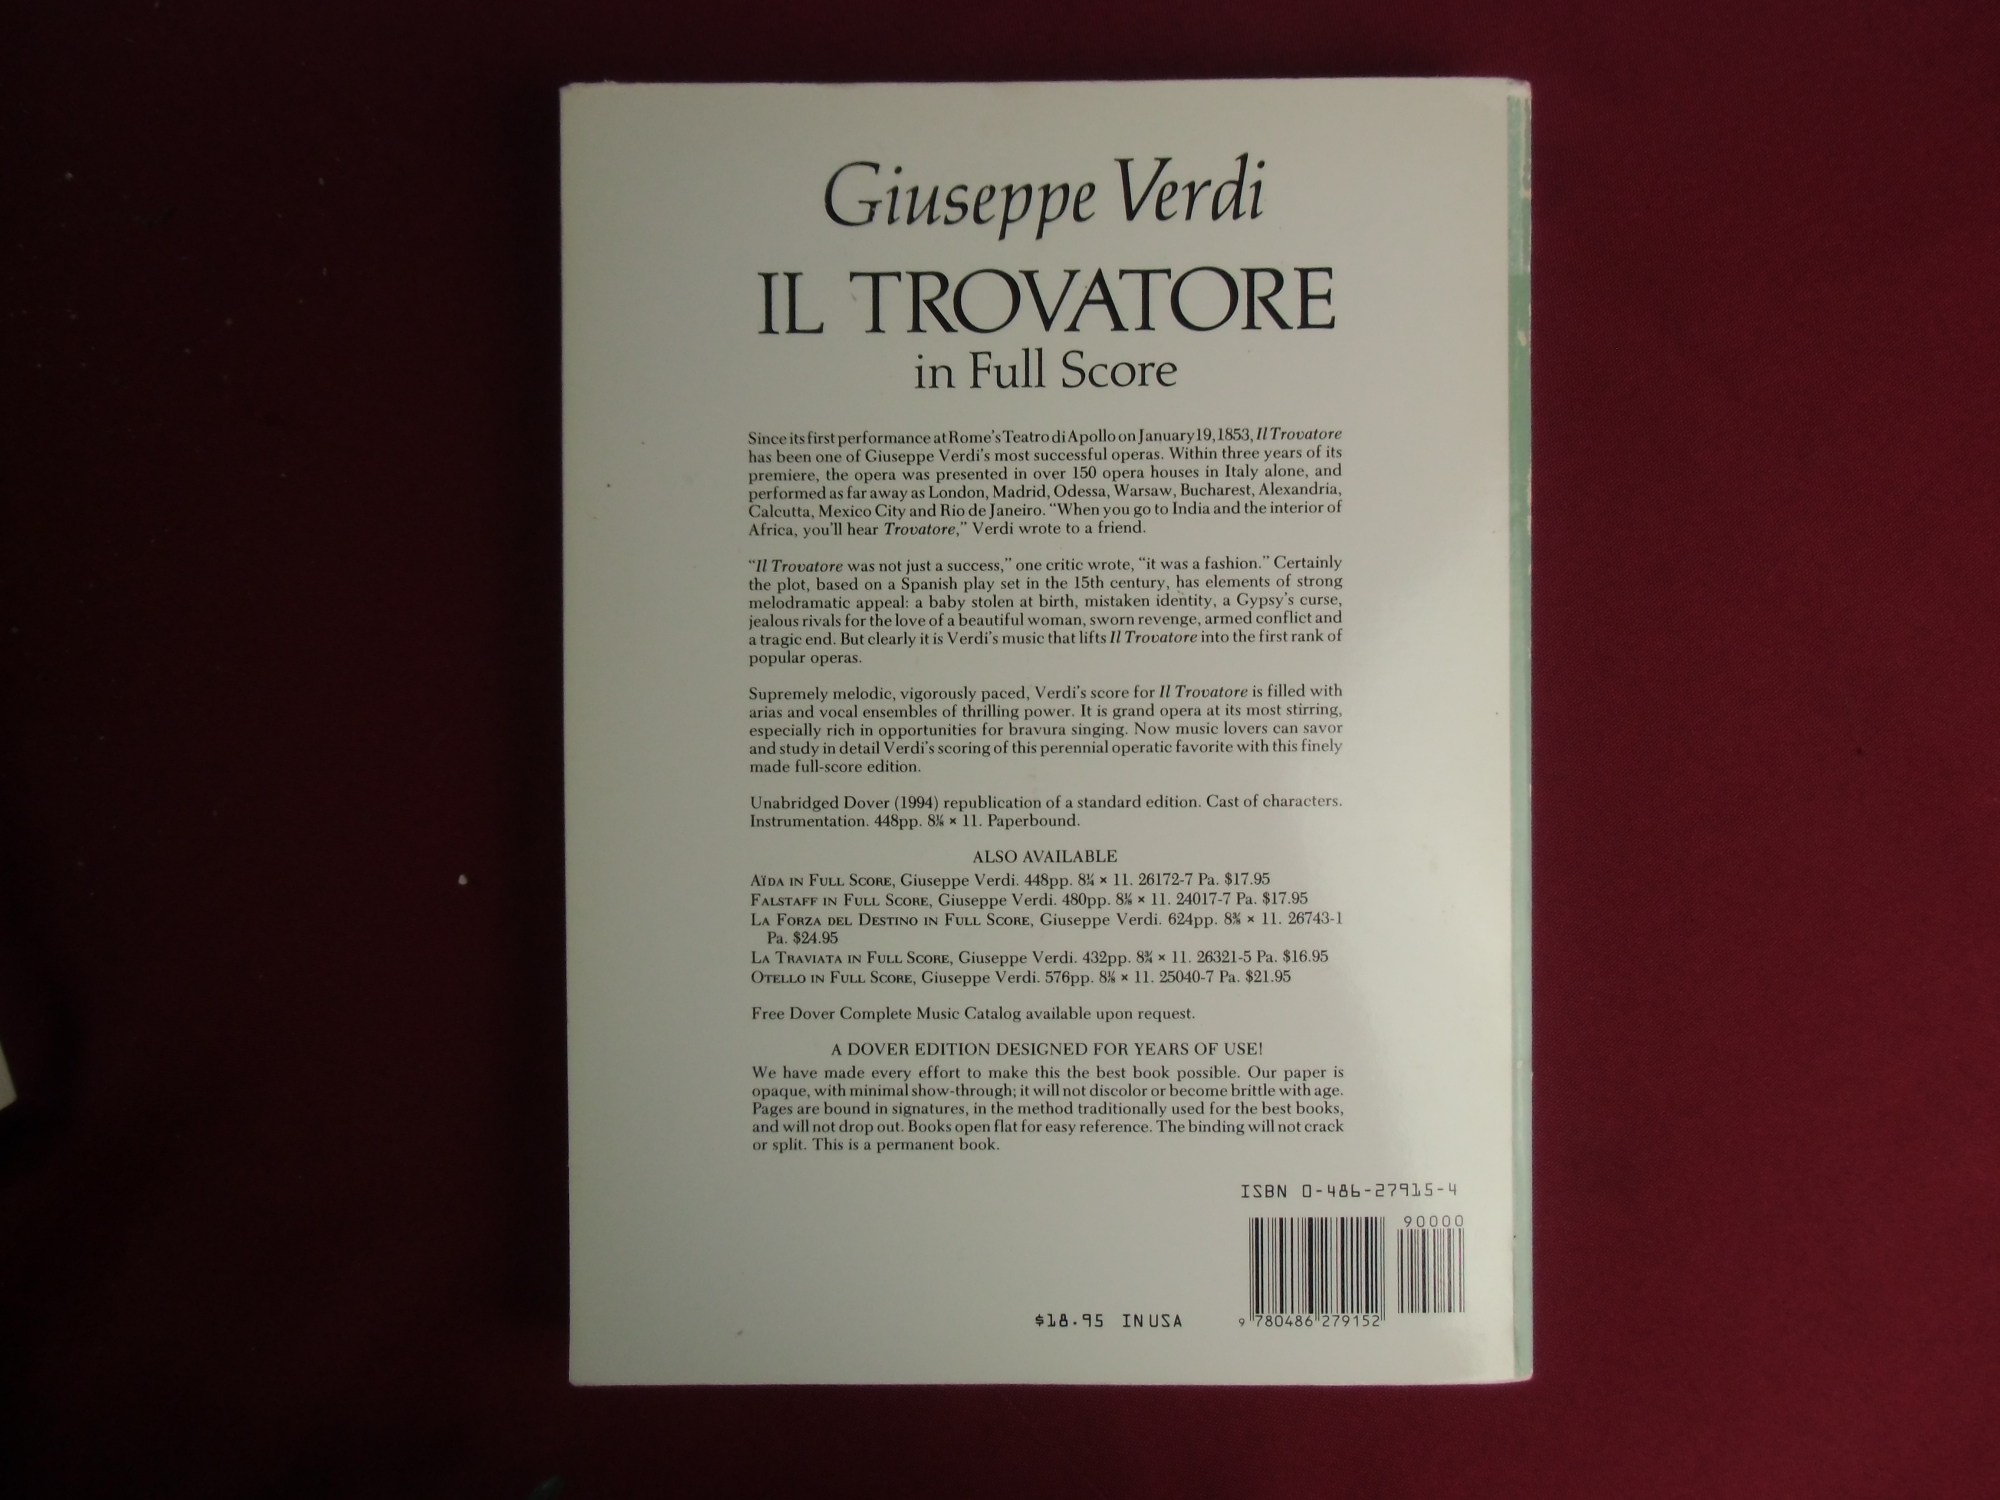 Giuseppe Verdi
IL TROVATORE
in Full Score
Since its first performance at Rome's Teatro di Apollo on January 19, 1853, Il Trovatore
has been one of Giuseppe Verdi's most successful operas. Within three years of its
premiere, the opera was presented in over 150 opera houses in Italy alone, and
performed as far away as London, Madrid, Odessa, Warsaw, Bucharest, Alexandria,
Calcutta, Mexico City and Rio de Janeiro. “When you go to India and the interior of
Africa, you'll hear Trovatore,” Verdi wrote to a friend.
“Il Trovatore was not just a success,” one critic wrote, “it was a fashion.” Certainly
the plot, based on a Spanish play set in the 15th century, has elements of strong
melodramatic appeal: a baby stolen at birth, mistaken identity, a Gypsy's curse,
jealous rivals for the love of a beautiful woman, sworn revenge, armed conflict and
a tragic end. But clearly it is Verdi's music that lifts Il Trovatore into the first rank of
popular operas.
Supremely melodic, vigorously paced, Verdi's score for Il Trovatore is filled with
arias and vocal ensembles of thrilling power. It is grand opera at its most stirring,
especially rich in opportunities for bravura singing. Now music lovers can savor
and study in detail Verdi's scoring of this perennial operatic favorite with this finely
made full-score edition.
Unabridged Dover (1994) republication of a standard edition. Cast of characters.
Instrumentation. 448pp. × 11. Paperbound.
ALSO AVAILABLE
AÏDA IN FULL SCORE, Giuseppe Verdi. 448pp. × 11. 26172-7 Pa. $17.95
FALSTAFF IN FULL SCORE, Giuseppe Verdi. 480pp. × 11. 24017-7 Pa. $17.95
LA FORZA DEL DESTINO IN FULL SCORE, Giuseppe Verdi. 624pp. × 11. 26743-1
Pa. $24.95
LA TRAVIATA IN FULL SCORE, Giuseppe Verdi. 432pp. × 11. 26321-5 Pa. $16.95
OTELLO IN FULL SCORE, Giuseppe Verdi. 576pp. × 11. 25040-7 Pa. $21.95
Free Dover Complete Music Catalog available upon request.
A DOVER EDITION DESIGNED FOR YEARS OF USE!
We have made every effort to make this the best book possible. Our paper is
opaque, with minimal show-through; it will not discolor or become brittle with age.
Pages are bound in signatures, in the method traditionally used for the best books,
and will not drop out. Books open flat for easy reference. The binding will not crack
or split. This is a permanent book.
ISBN 0-486-27915-4
90000
$18.95 IN USA
9 780486 279152